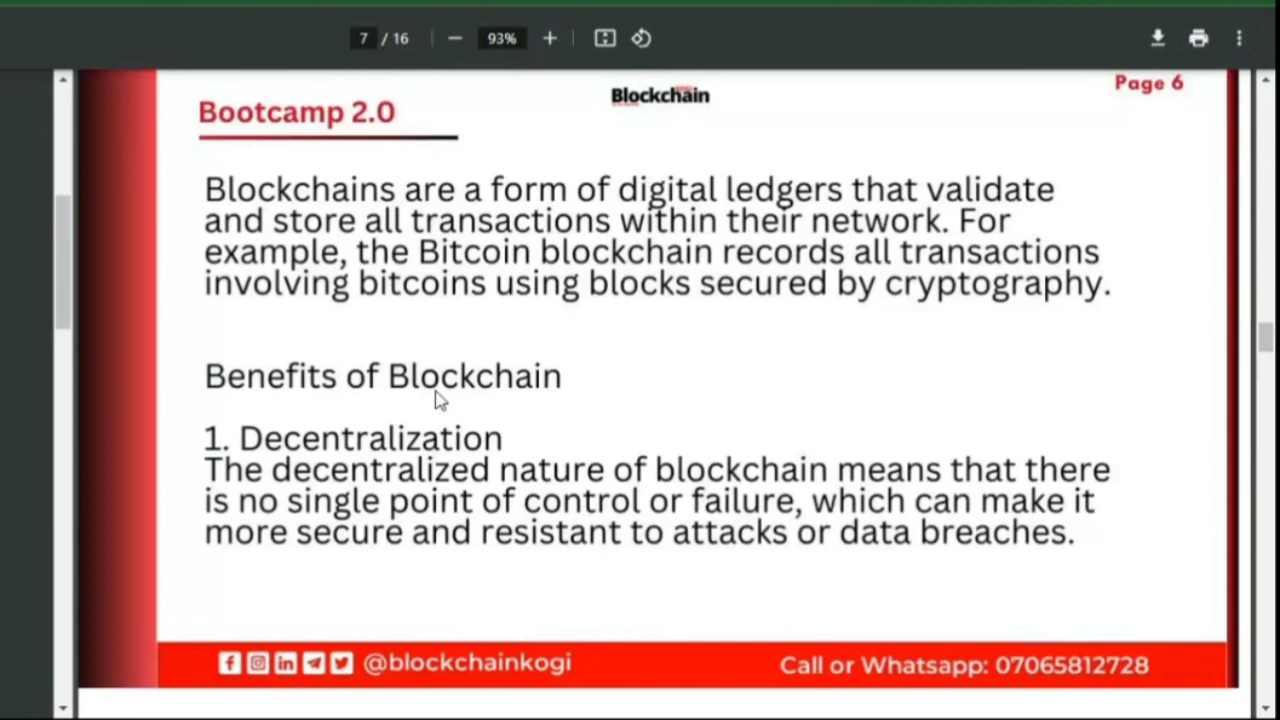 7 / 16
93%
Page 6
Blockchain
Bootcamp 2.0
Blockchains are a form of digital ledgers that validate
and store all transactions within their network. For
example, the Bitcoin blockchain records all transactions
involving bitcoins using blocks secured by cryptography.
Benefits of Blockchain
1. Decentralization
The decentralized nature of blockchain means that there
is no single point of control or failure, which can make it
more secure and resistant to attacks or data breaches.
@blockchainkogi
Call or Whatsapp: 07065812728